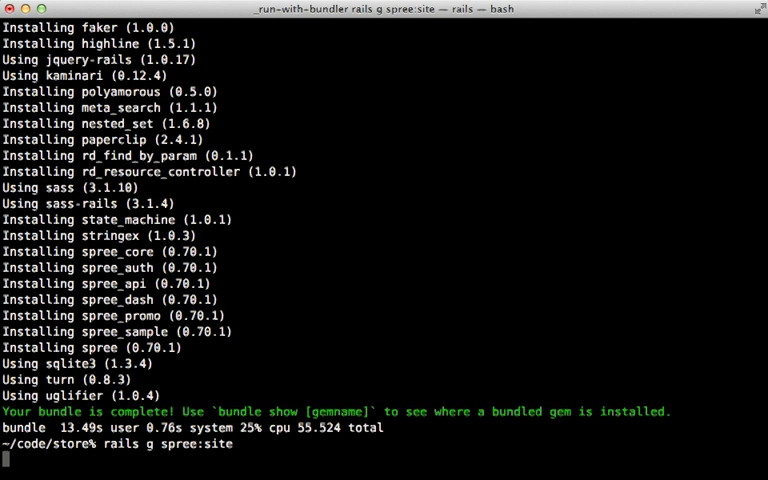 _run-with-bundler rails g spree:site — rails — bash
Installing faker (1.0.0)
Installing highline (1.5.1)
Using jquery-rails (1.0.17)
Using kaminari (0.12.4)
Installing polyamorous (0.5.0)
Installing meta_search (1.1.1)
Installing nested_set (1.6.8)
Installing paperclip (2.4.1)
Installing rd_find_by_param (0.1.1)
Installing rd_resource_controller (1.0.1)
Using sass (3.1.10)
Using sass-rails (3.1.4)
Installing state_machine (1.0.1)
Installing stringex (1.0.3)
Installing spree_core (0.70.1)
Installing spree_auth (0.70.1)
Installing spree_api (0.70.1)
Installing spree_dash (0.70.1)
Installing spree_promo (0.70.1)
Installing spree_sample (0.70.1)
Installing spree (0.70.1)
Using sqlite3 (1.3.4)
Using turn (0.8.3)
Using uglifier (1.0.4)
Your bundle is complete! Use `bundle show [gemname]` to see where a bundled gem is installed.
bundle  13.49s user 0.76s system 25% cpu 55.524 total
~/code/store% rails g spree:site